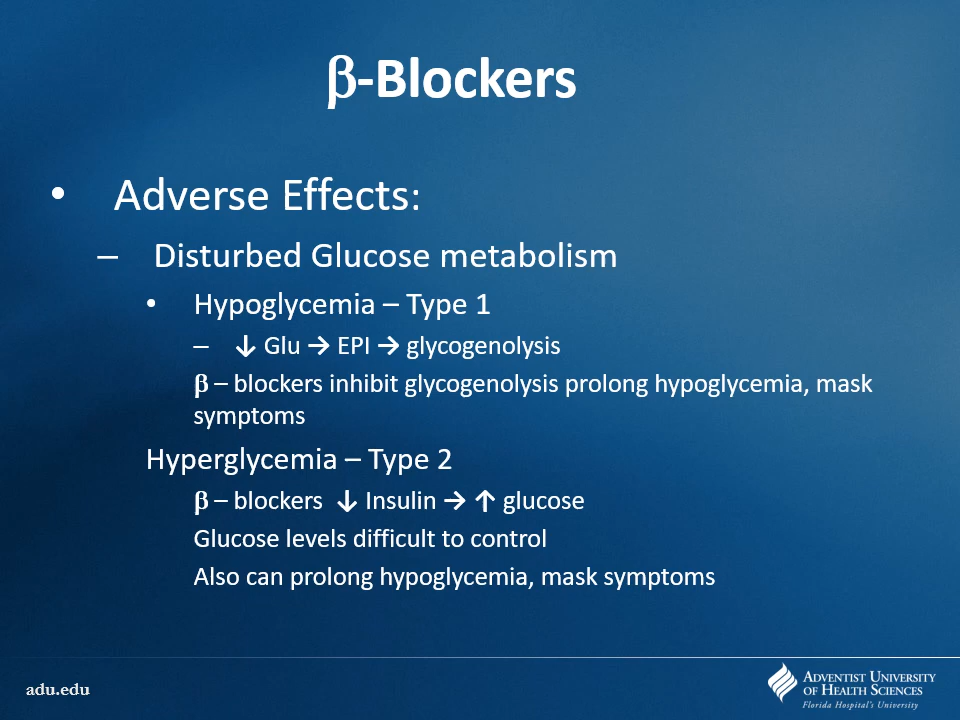 β-Blockers
• Adverse Effects:
– Disturbed Glucose metabolism
• Hypoglycemia – Type 1
– ↓ Glu → EPI → glycogenolysis
β – blockers inhibit glycogenolysis prolong hypoglycemia, mask
symptoms
Hyperglycemia – Type 2
β – blockers ↓ Insulin → ↑ glucose
Glucose levels difficult to control
Also can prolong hypoglycemia, mask symptoms
adu.edu
ADVENTIST UNIVERSITY
OF HEALTH SCIENCES
Florida Hospital's University